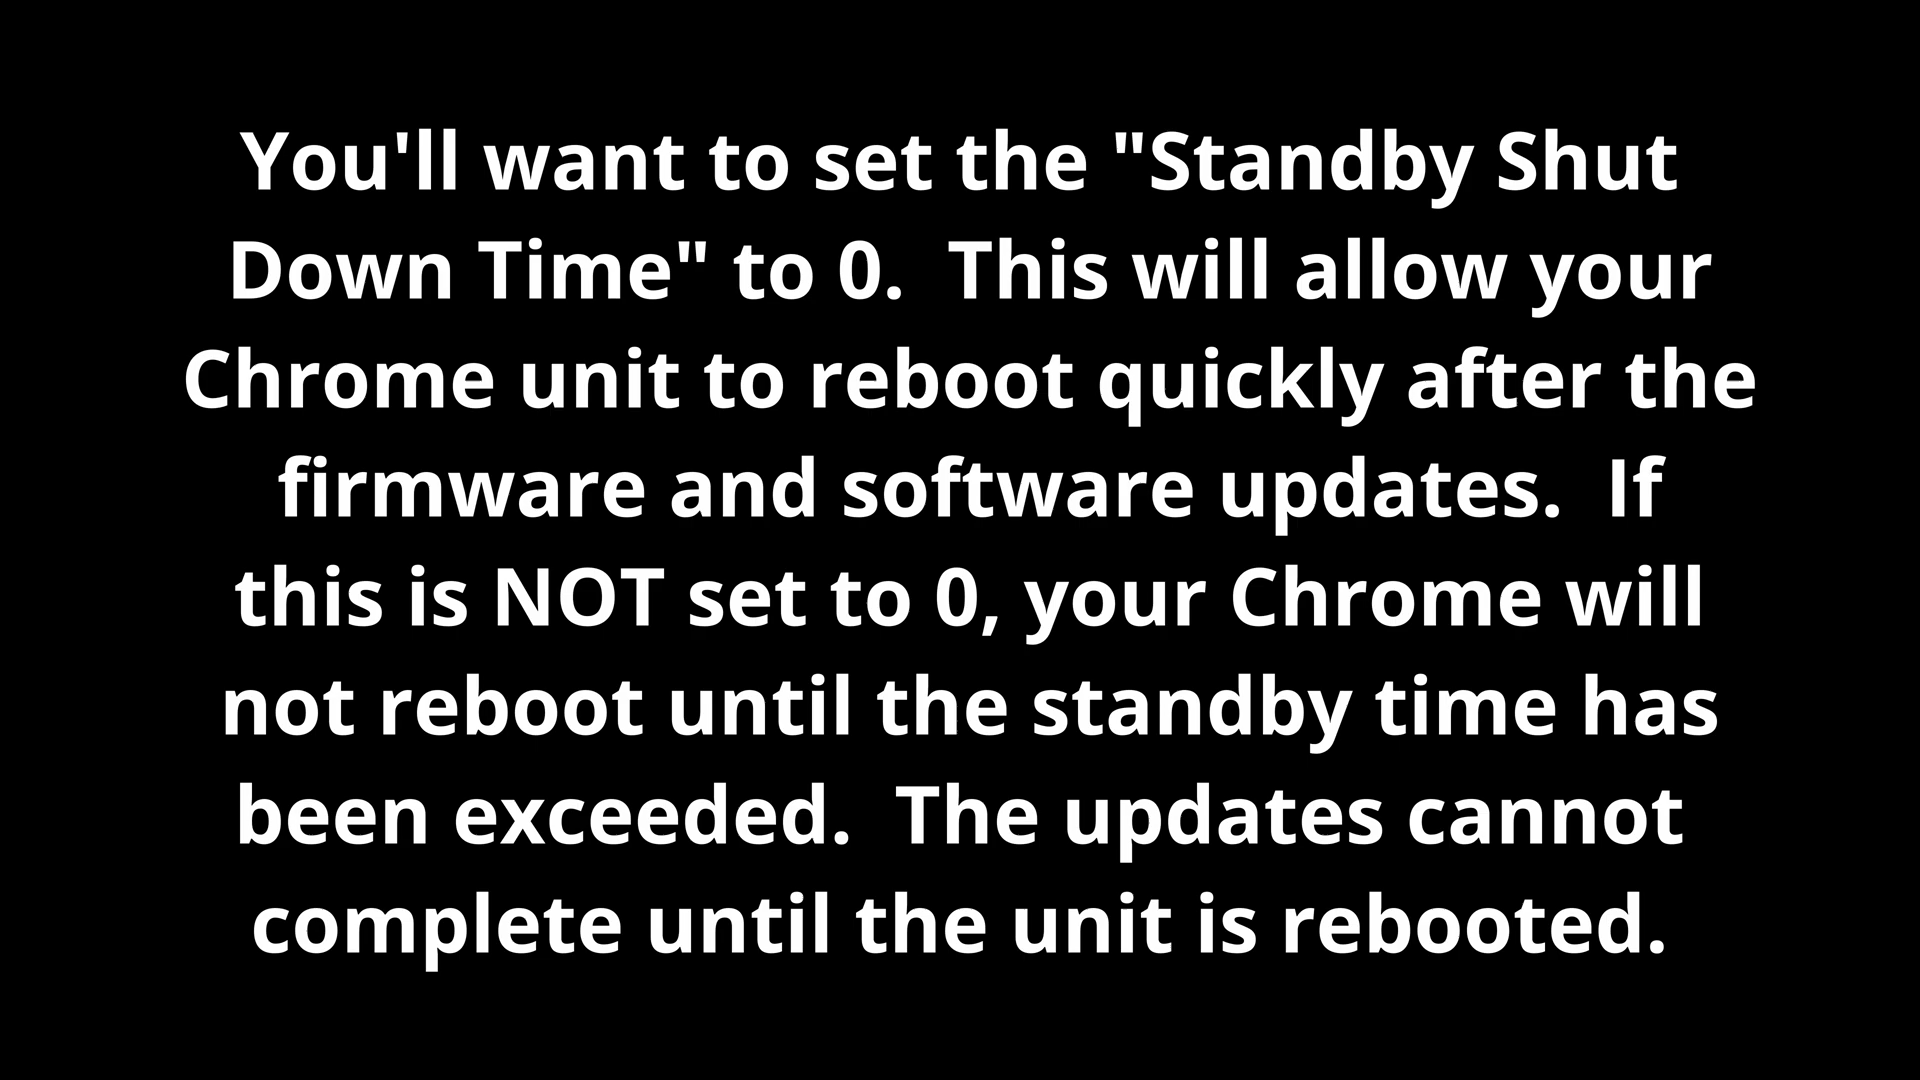 You'll want to set the "Standby Shut
Down Time" to 0.  This will allow your
Chrome unit to reboot quickly after the
firmware and software updates.  If
this is NOT set to 0, your Chrome will
not reboot until the standby time has
been exceeded.  The updates cannot
complete until the unit is rebooted.